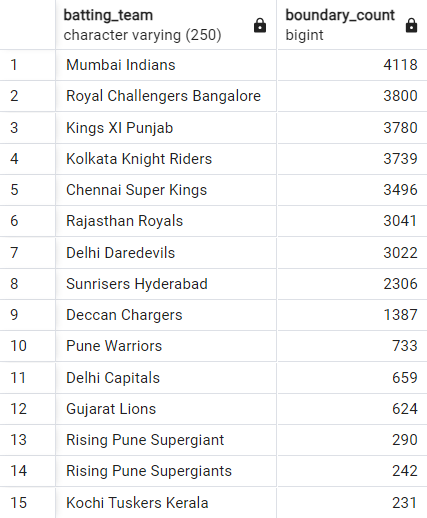 batting_team boundary_count
character varying (250) bigint
1 Mumbai Indians 4118
2 Royal Challengers Bangalore 3800
3 Kings XI Punjab 3780
4 Kolkata Knight Riders 3739
5 Chennai Super Kings 3496
6 Rajasthan Royals 3041
7 Delhi Daredevils 3022
8 Sunrisers Hyderabad 2306
9 Deccan Chargers 1387
10 Pune Warriors 733
11 Delhi Capitals 659
12 Gujarat Lions 624
13 Rising Pune Supergiant 290
14 Rising Pune Supergiants 242
15 Kochi Tuskers Kerala 231